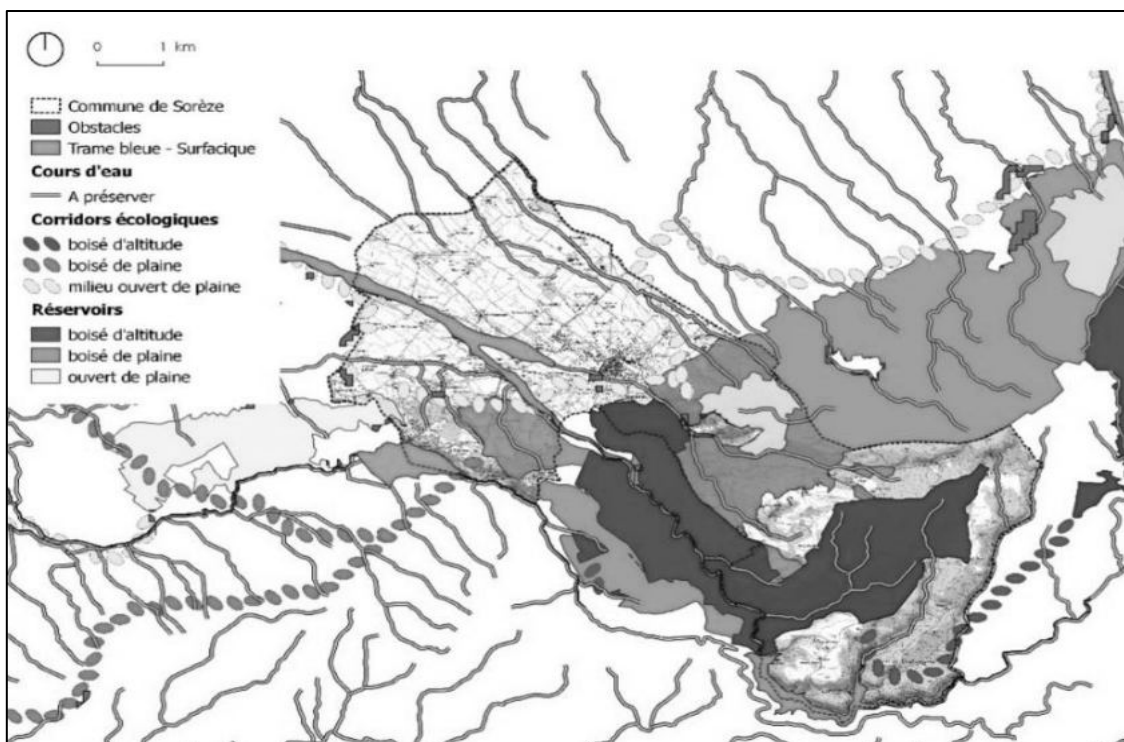 0 1 km
Commune de Sorèze
Obstacles
Trame bleue - Surfacique
Cours d'eau
A préserver
Corridors écologiques
boisé d'altitude
boisé de plaine
milieu ouvert de plaine
Réservoirs
boisé d'altitude
boisé de plaine
ouvert de plaine